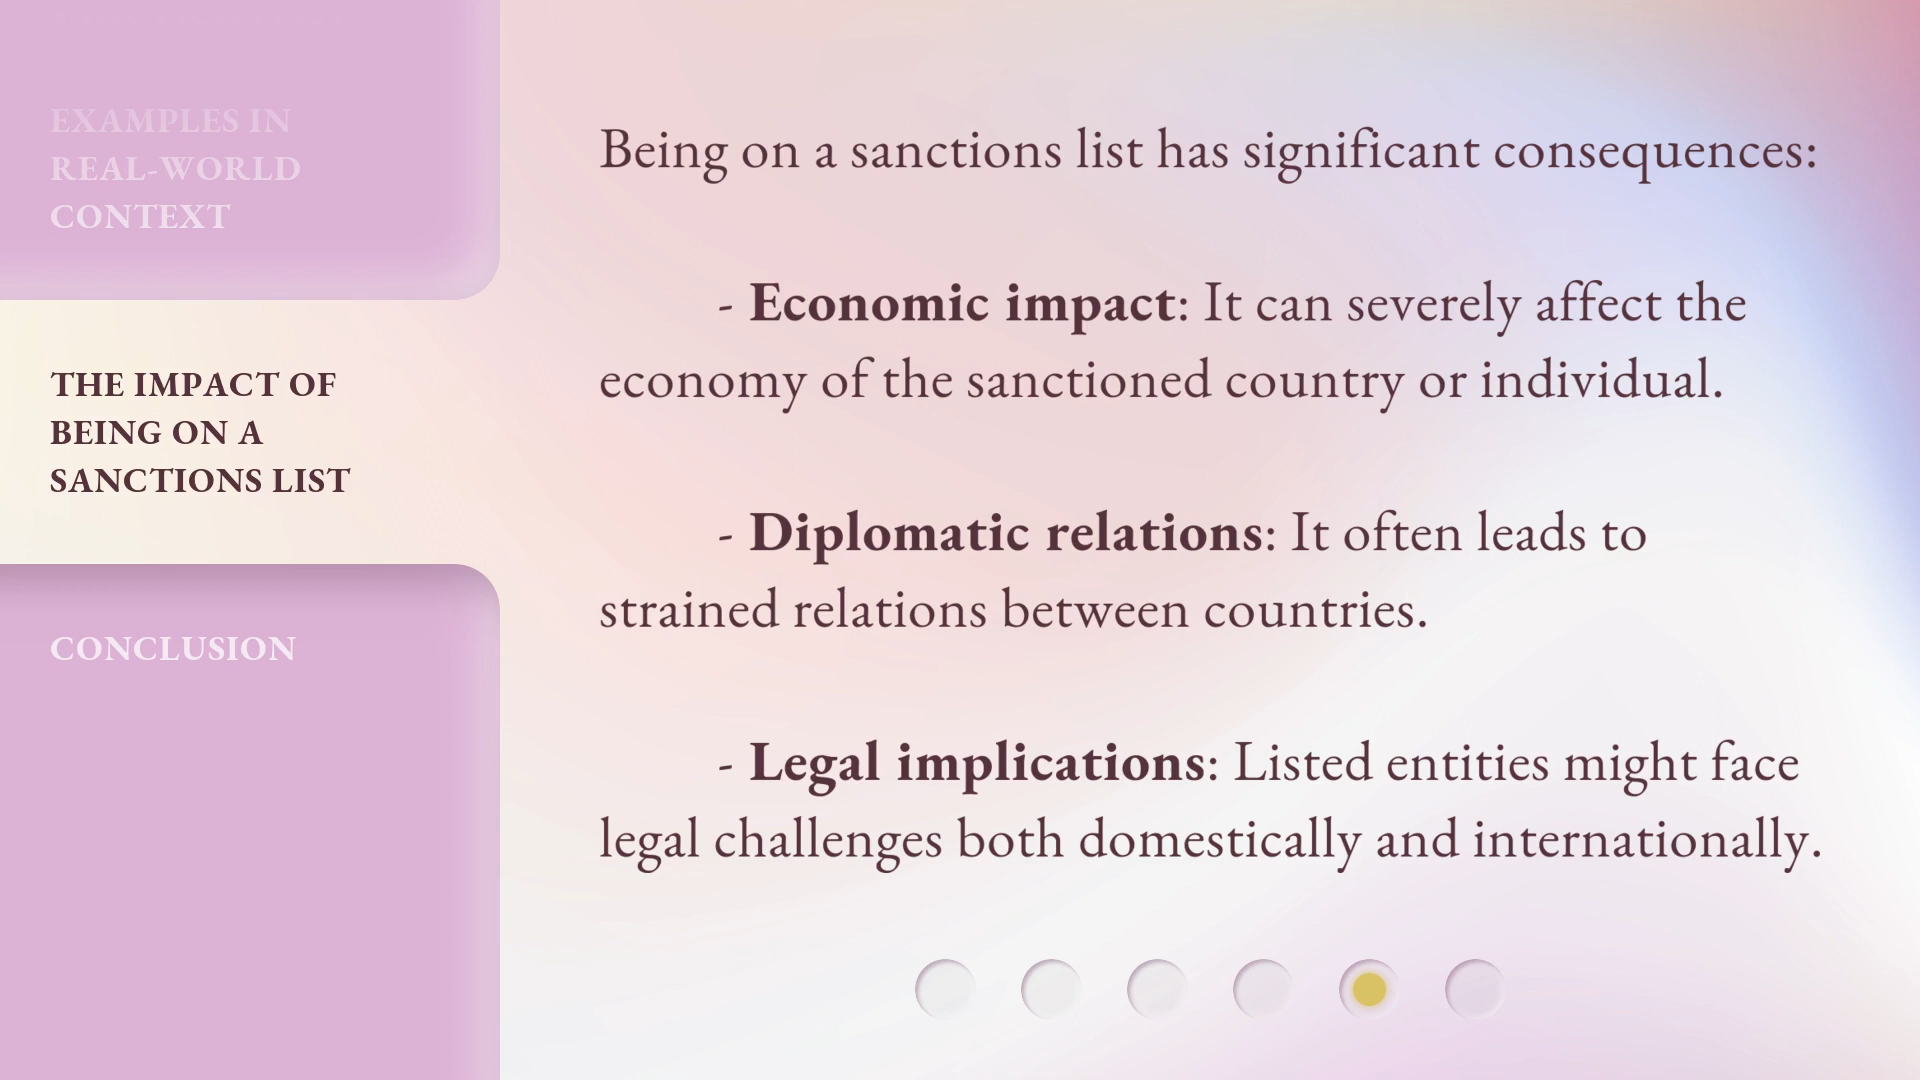 EXAMPLES IN
REAL-WORLD
CONTEXT
THE IMPACT OF
BEING ON A
SANCTIONS LIST
CONCLUSION
Being on a sanctions list has significant consequences:
- Economic impact: It can severely affect the
economy of the sanctioned country or individual.
- Diplomatic relations: It often leads to
strained relations between countries.
- Legal implications: Listed entities might face
legal challenges both domestically and internationally.